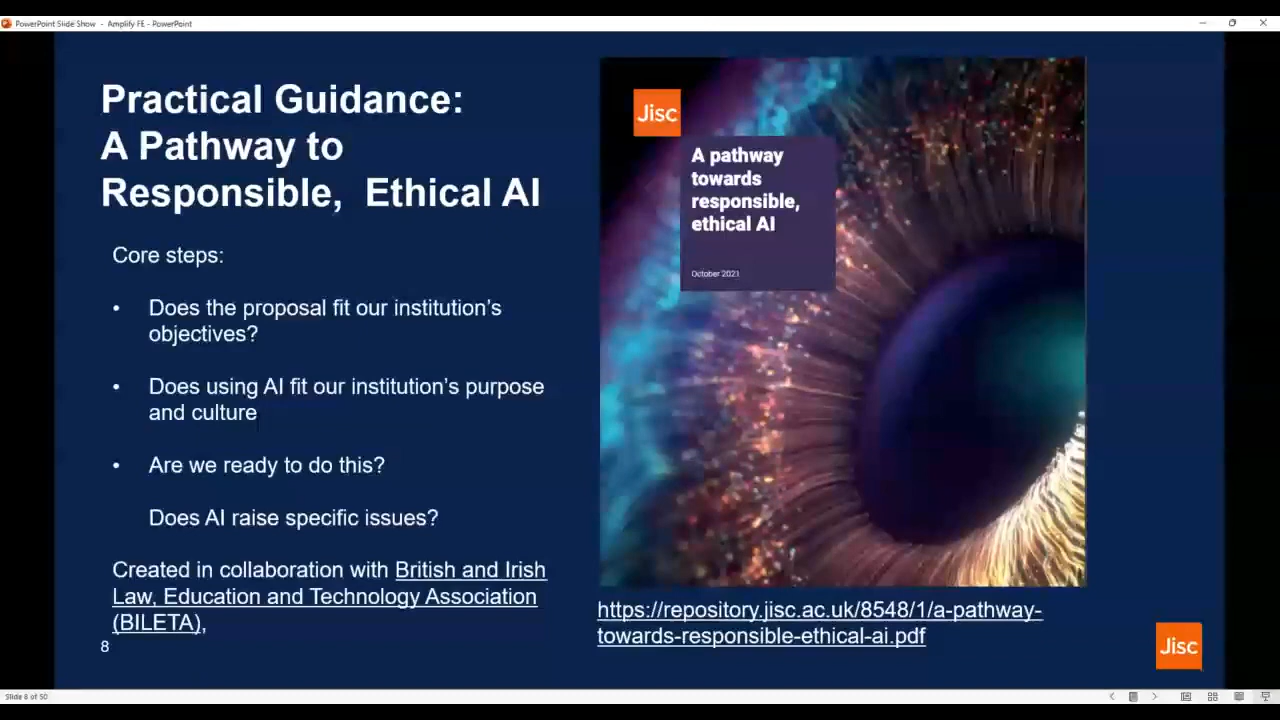 PowerPoint Slide Show - Amplify FE - PowerPoint
Practical Guidance:
A Pathway to
Responsible, Ethical AI
Core steps:
• Does the proposal fit our institution's
objectives?
• Does using AI fit our institution's purpose
and culture
• Are we ready to do this?
Does AI raise specific issues?
Created in collaboration with British and Irish
Law, Education and Technology Association
(BILETA),
8
Jisc
A pathway
towards
responsible,
ethical AI
October 2021
https://repository.jisc.ac.uk/8548/1/a-pathway-
towards-responsible-ethical-ai.pdf
Jisc
Slide 8 of 50